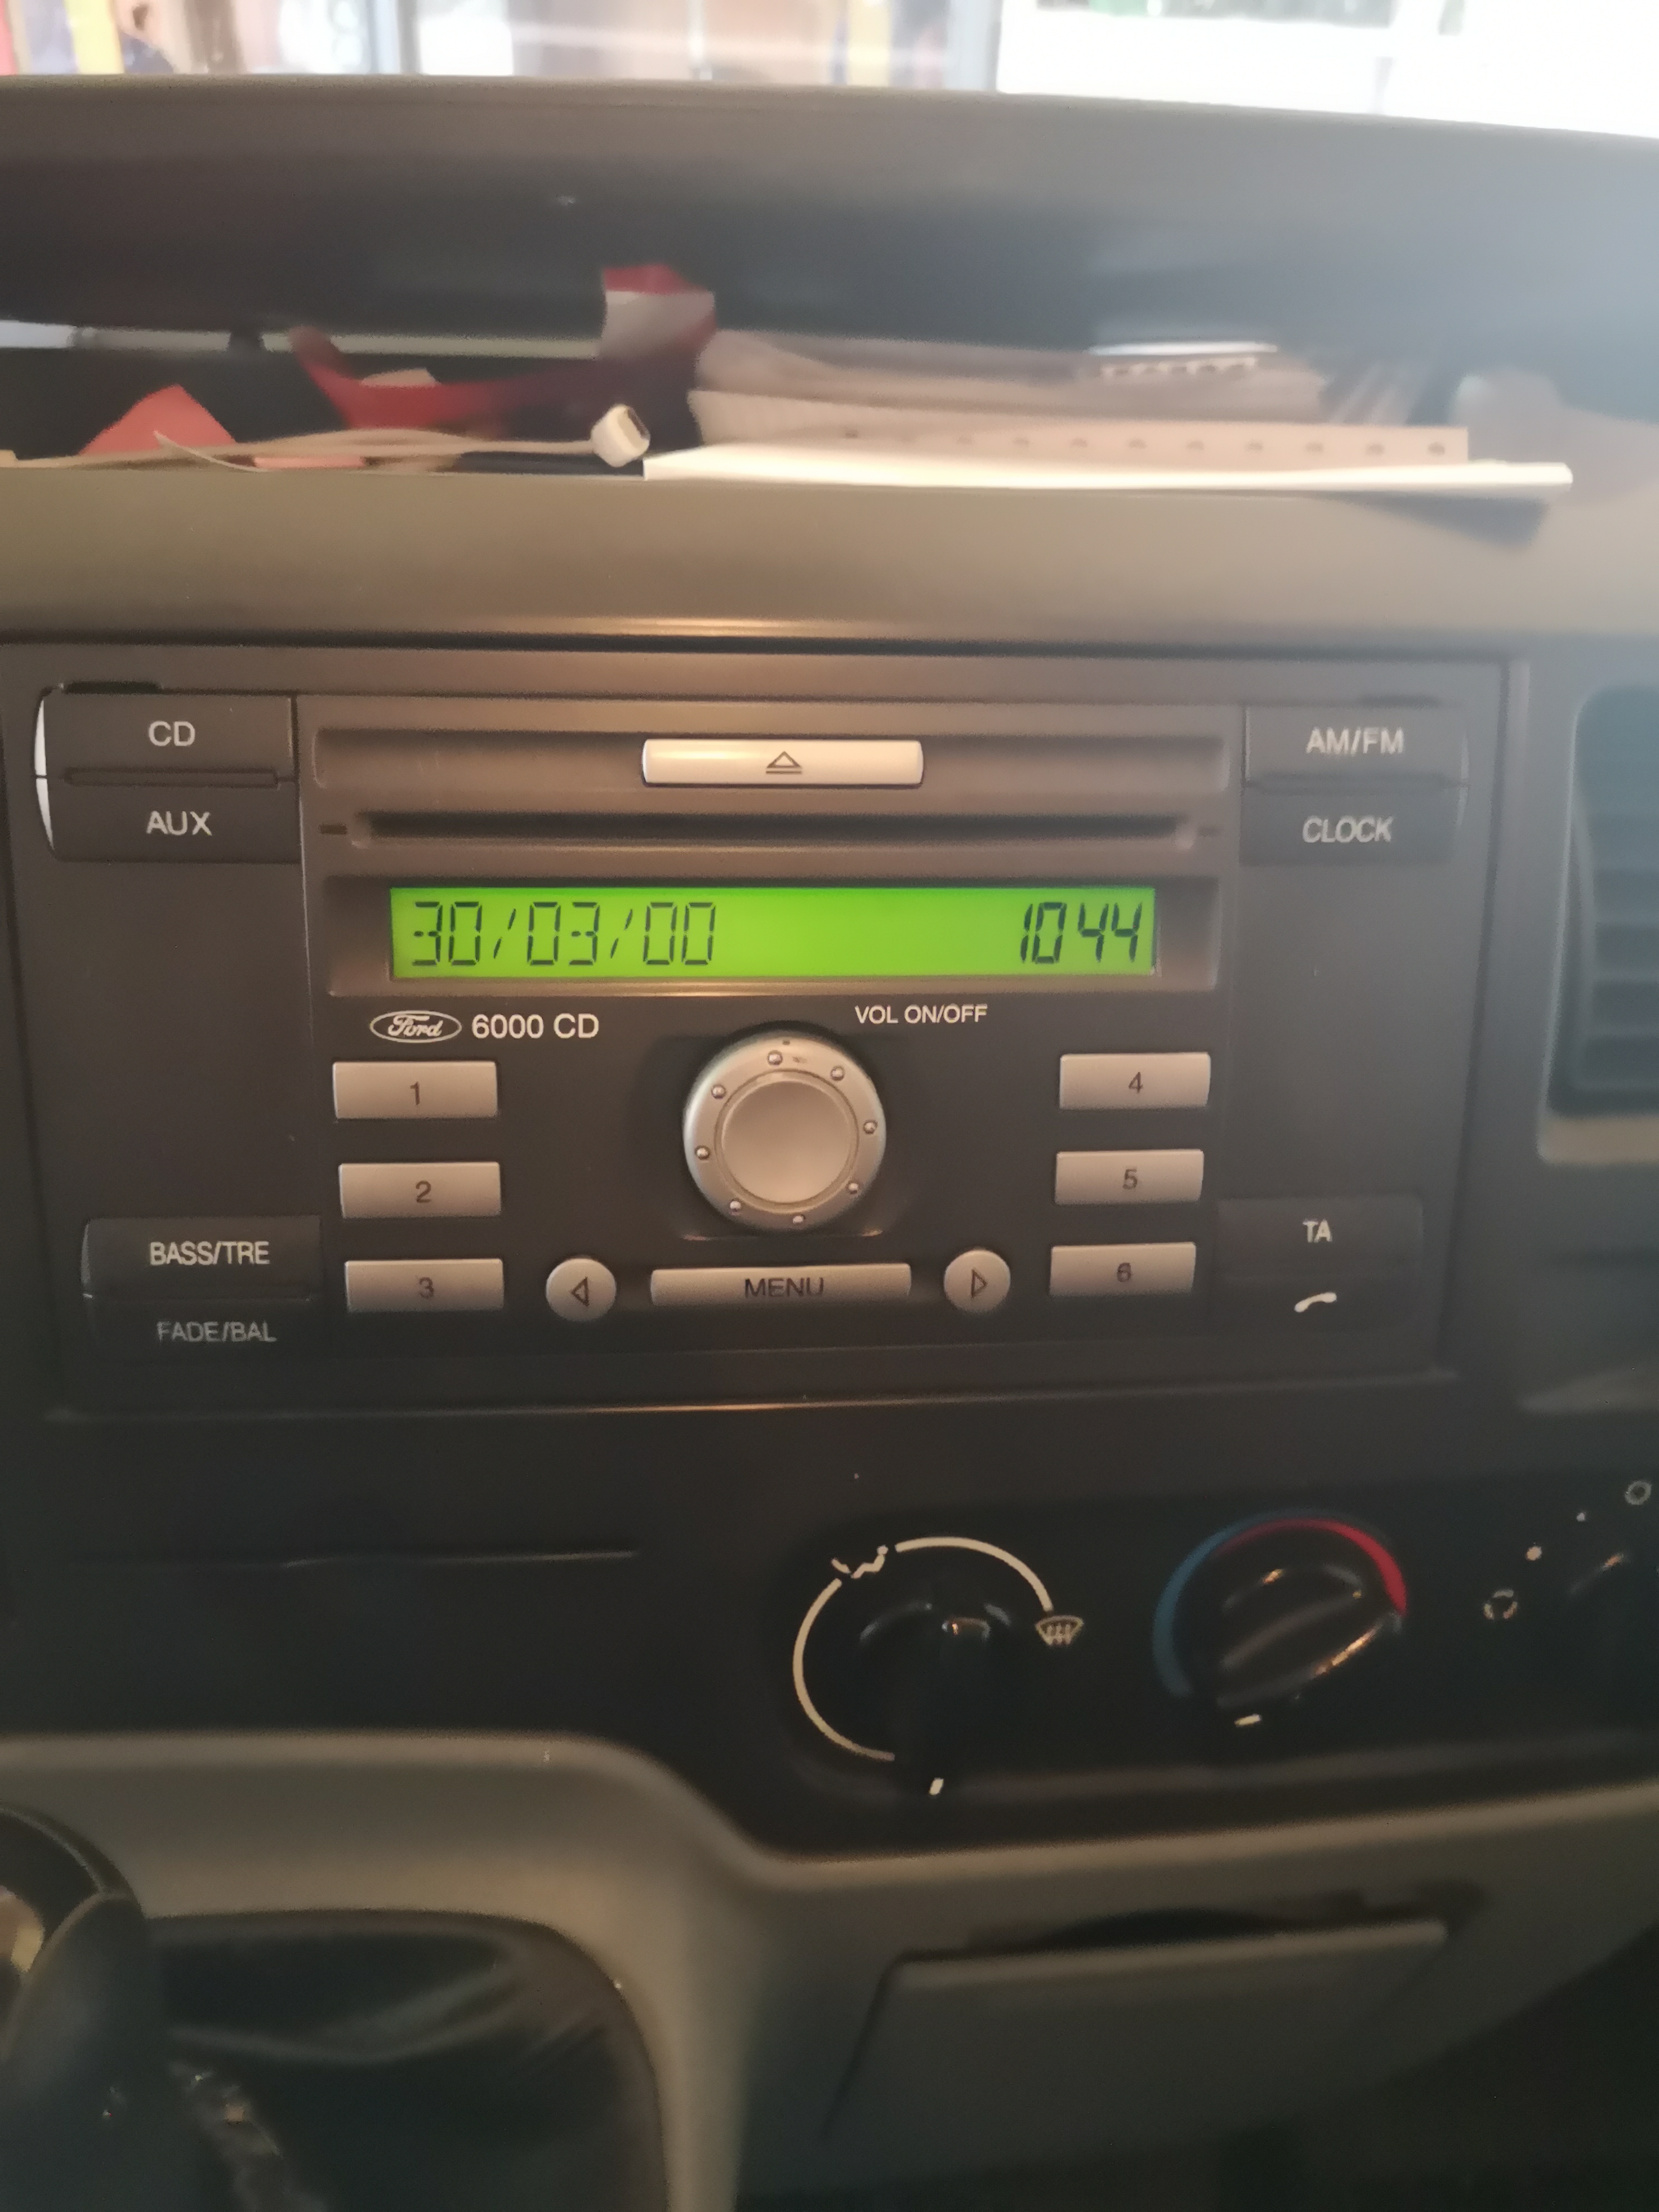 CD
AM/FM
AUX
CLOCK
30/03/00 1044
Ford 6000 CD
VOL ON/OFF
1
4
2
5
BASS/TRE
TA
3
MENU
6
FADE/BAL